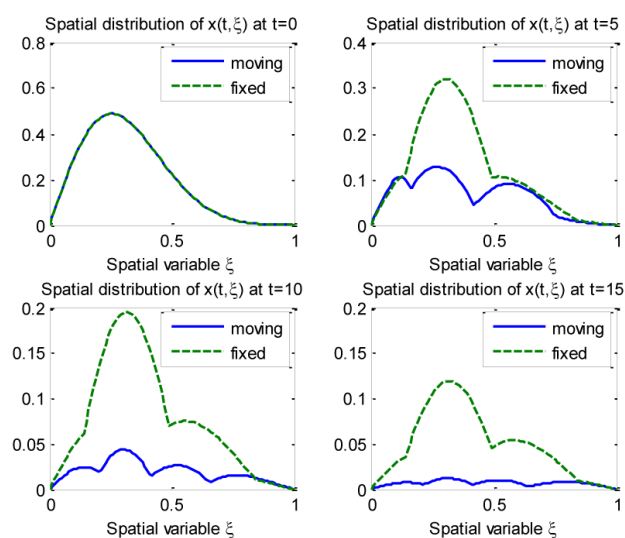 Spatial distribution of x(t,ξ) at t=0
0.8
0.6
0.4
0.2
0
0
0.5
1
moving
fixed
Spatial variable ξ
Spatial distribution of x(t,ξ) at t=5
0.4
0.3
0.2
0.1
0
0
0.5
1
moving
fixed
Spatial variable ξ
Spatial distribution of x(t,ξ) at t=10
0.2
0.15
0.1
0.05
0
0
0.5
1
moving
fixed
Spatial variable ξ
Spatial distribution of x(t,ξ) at t=15
0.2
0.15
0.1
0.05
0
0
0.5
1
moving
fixed
Spatial variable ξ